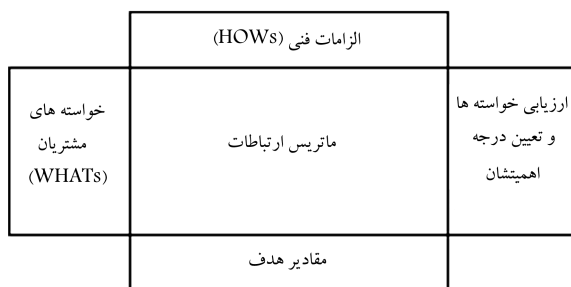 الزامات فنی (HOWs)
خواسته های
مشتریان
(WHATs)
ماتریس ارتباطات
ارزیابی خواسته ها
و تعیین درجه
اهمیتشان
مقادیر هدف